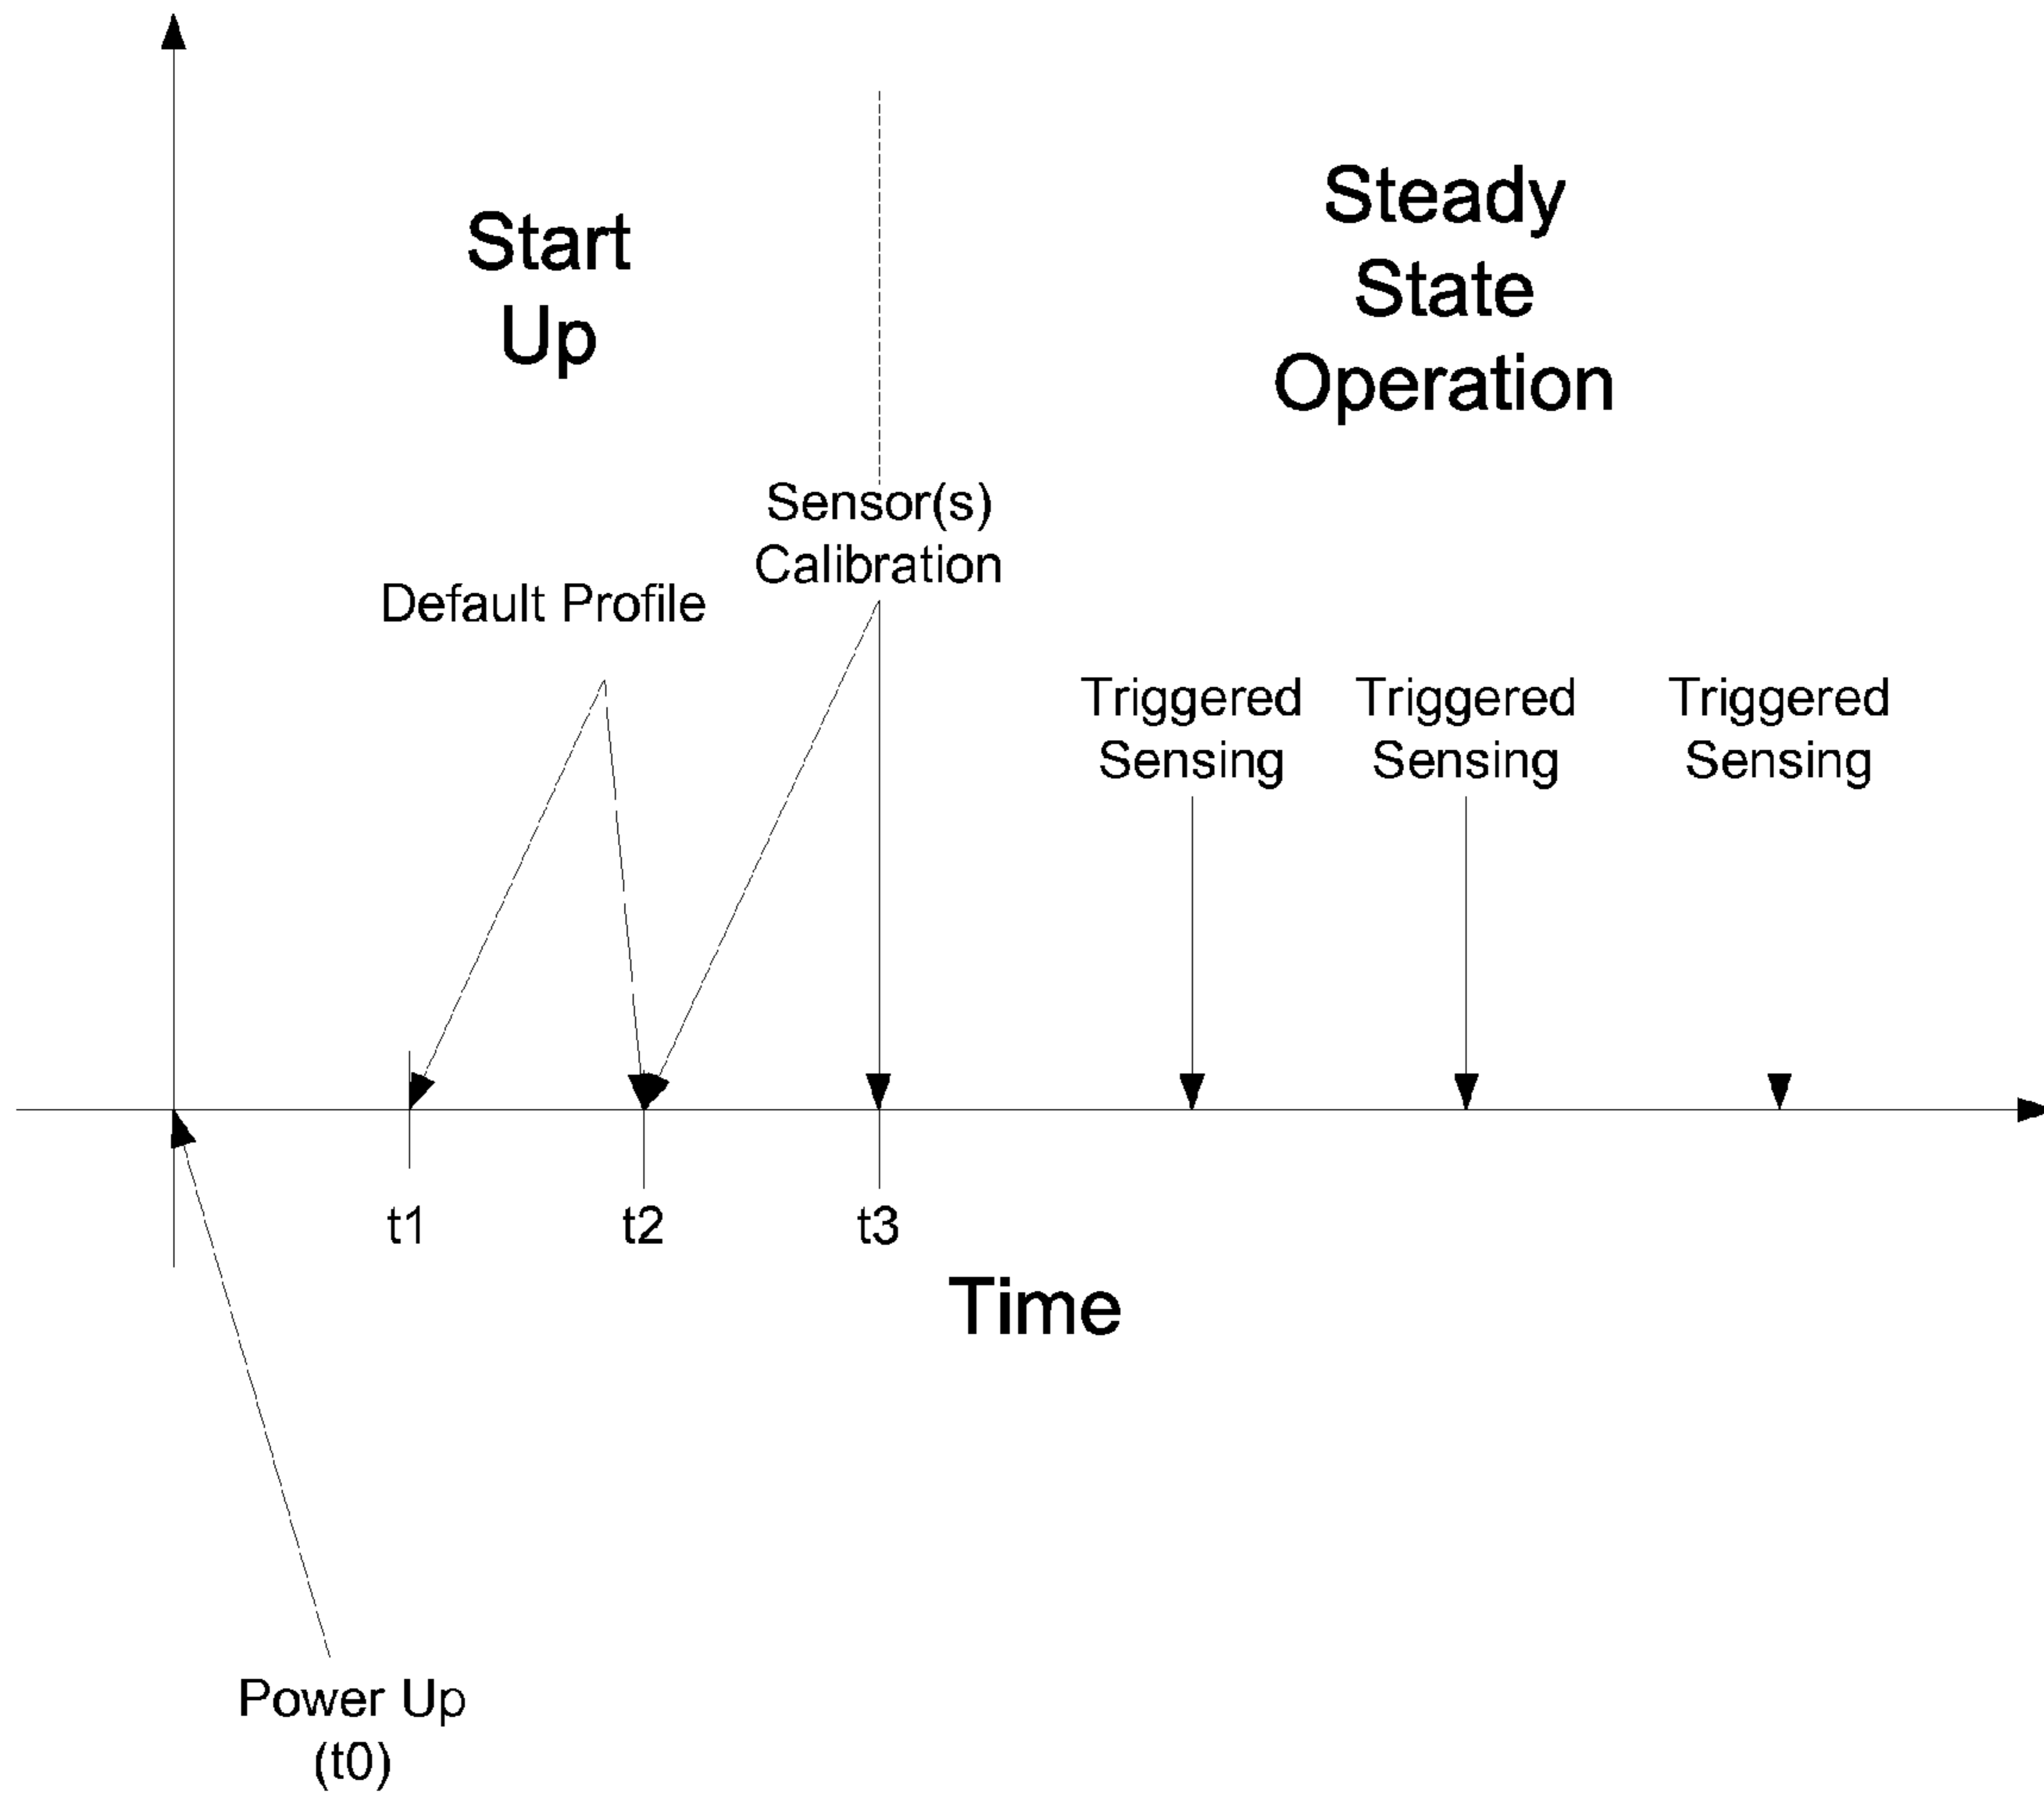 Start
Up
Steady
State
Operation
Sensor(s)
Calibration
Default Profile
Triggered
Sensing
Triggered
Sensing
Triggered
Sensing
t1
t2
t3
Time
Power Up
(t0)